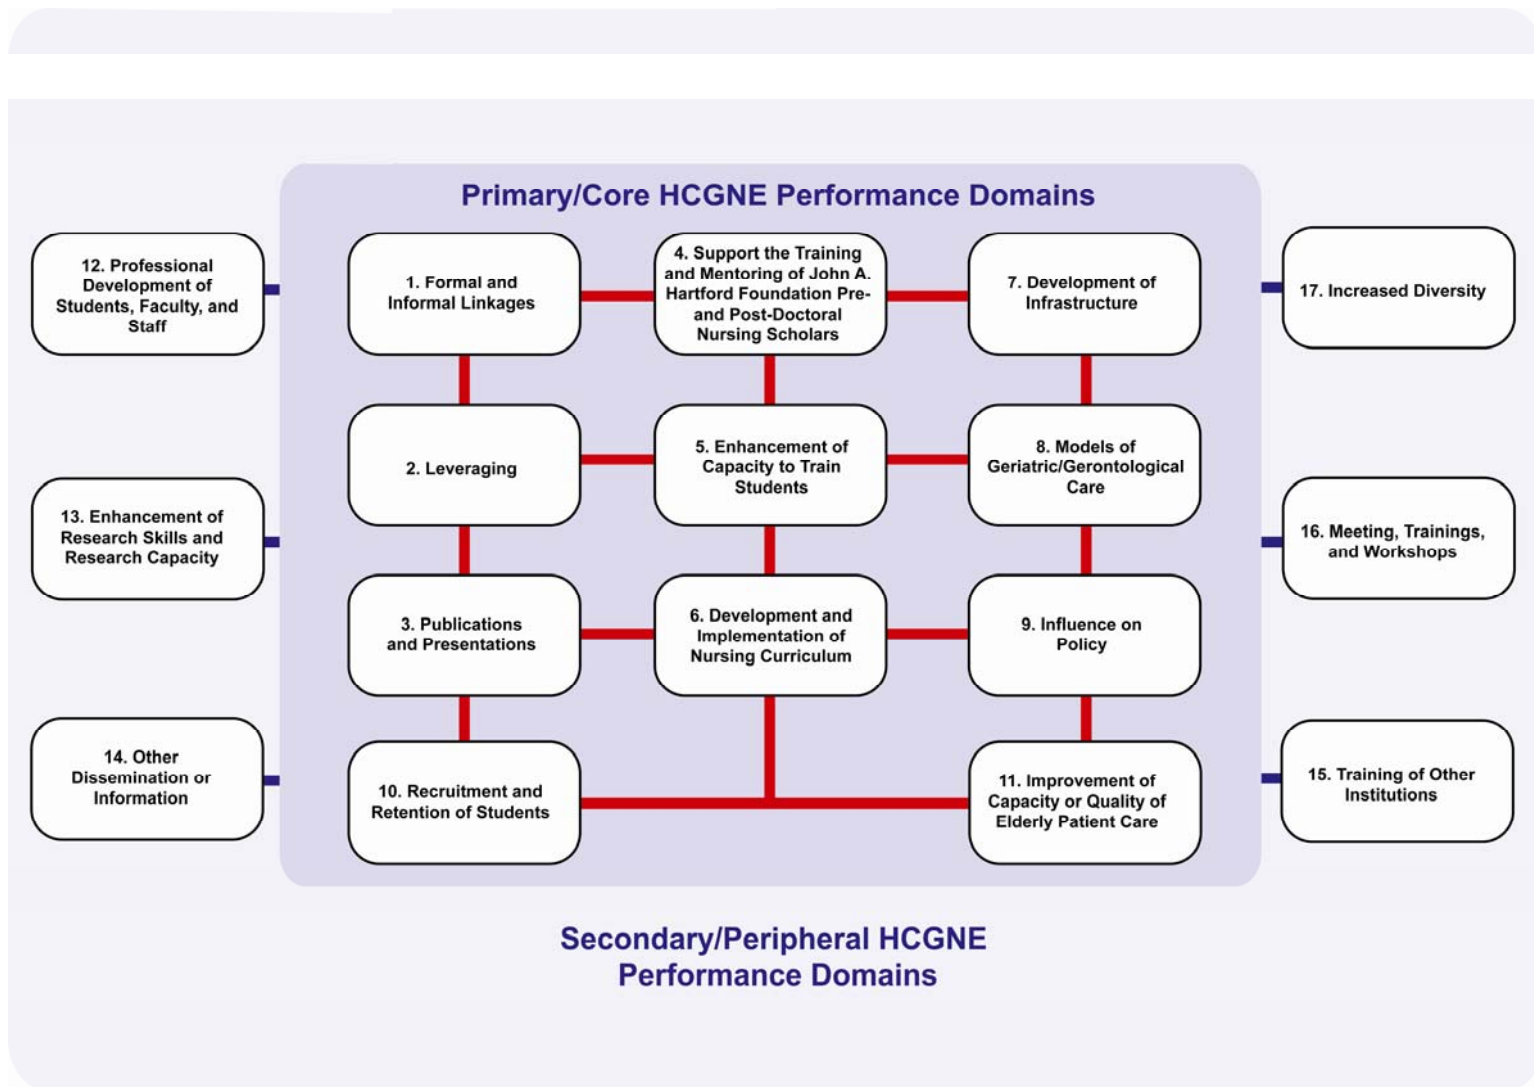 Primary/Core HCGNE Performance Domains
12. Professional
Development of
Students, Faculty, and
Staff
1. Formal and
Informal Linkages
4. Support the Training
and Mentoring of John A.
Hartford Foundation Pre-
and Post-Doctoral
Nursing Scholars
7. Development of
Infrastructure
17. Increased Diversity
2. Leveraging
5. Enhancement of
Capacity to Train
Students
8. Models of
Geriatric/Gerontological
Care
13. Enhancement of
Research Skills and
Research Capacity
16. Meeting, Trainings,
and Workshops
3. Publications
and Presentations
6. Development and
Implementation of
Nursing Curriculum
9. Influence on
Policy
14. Other
Dissemination or
Information
10. Recruitment and
Retention of Students
11. Improvement of
Capacity or Quality of
Elderly Patient Care
15. Training of Other
Institutions
Secondary/Peripheral HCGNE
Performance Domains